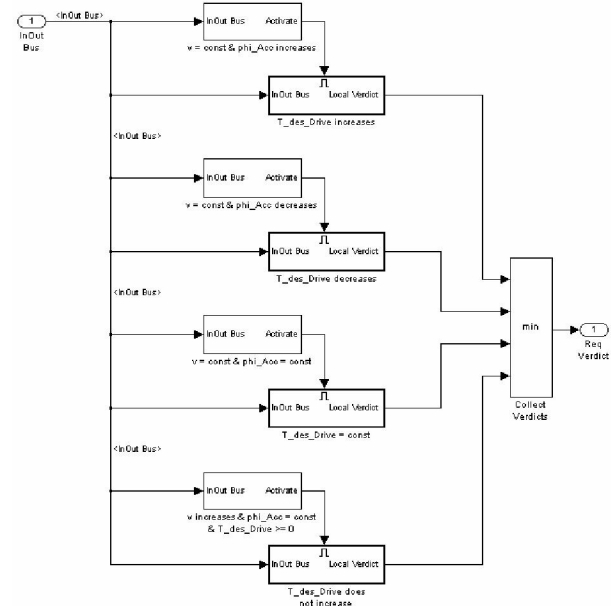 <InOut Bus>
1
InOut
Bus
InOut Bus Activate
v = const & phi_Acc increases
InOut Bus Local Verdict
T_des_Drive increases
<InOut Bus>
InOut Bus Activate
v = const & phi_Acc decreases
InOut Bus Local Verdict
T_des_Drive decreases
<InOut Bus>
InOut Bus Activate
v = const & phi_Acc = const
InOut Bus Local Verdict
T_des_Drive = const
min
Collect
Verdicts
1
Req
Verdict
<InOut Bus>
InOut Bus Activate
v increases & phi_Acc = const
& T_des_Drive >= 0
InOut Bus Local Verdict
T_des_Drive does
not increase